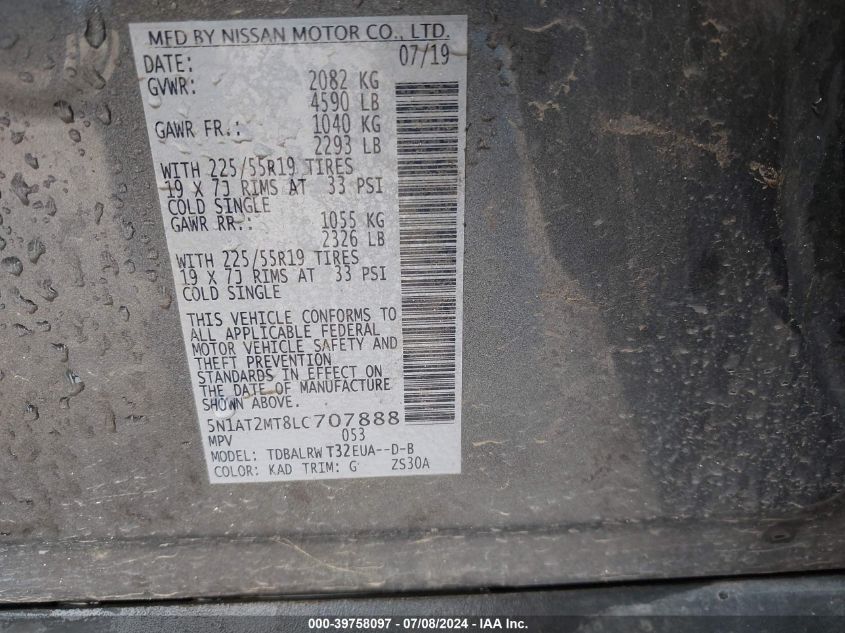 MFD BY NISSAN MOTOR CO., LTD.
DATE: 07/19
GVWR: 2082 KG
4590 LB
GAWR FR.: 1040 KG
2293 LB
WITH 225/55R19 TIRES
19 X 7J RIMS AT 33 PSI
COLD SINGLE
GAWR RR.: 1055 KG
2326 LB
WITH 225/55R19 TIRES
19 X 7J RIMS AT 33 PSI
COLD SINGLE
THIS VEHICLE CONFORMS TO
ALL APPLICABLE FEDERAL
MOTOR VEHICLE SAFETY AND
THEFT PREVENTION
STANDARDS IN EFFECT ON
THE DATE OF MANUFACTURE
SHOWN ABOVE.
5N1AT2MT8LC707888
MPV 053
MODEL: TDBALRW T32EUA--D-B
COLOR: KAD TRIM: G ZS30A
000-39758097 - 07/08/2024 - IAAI.com